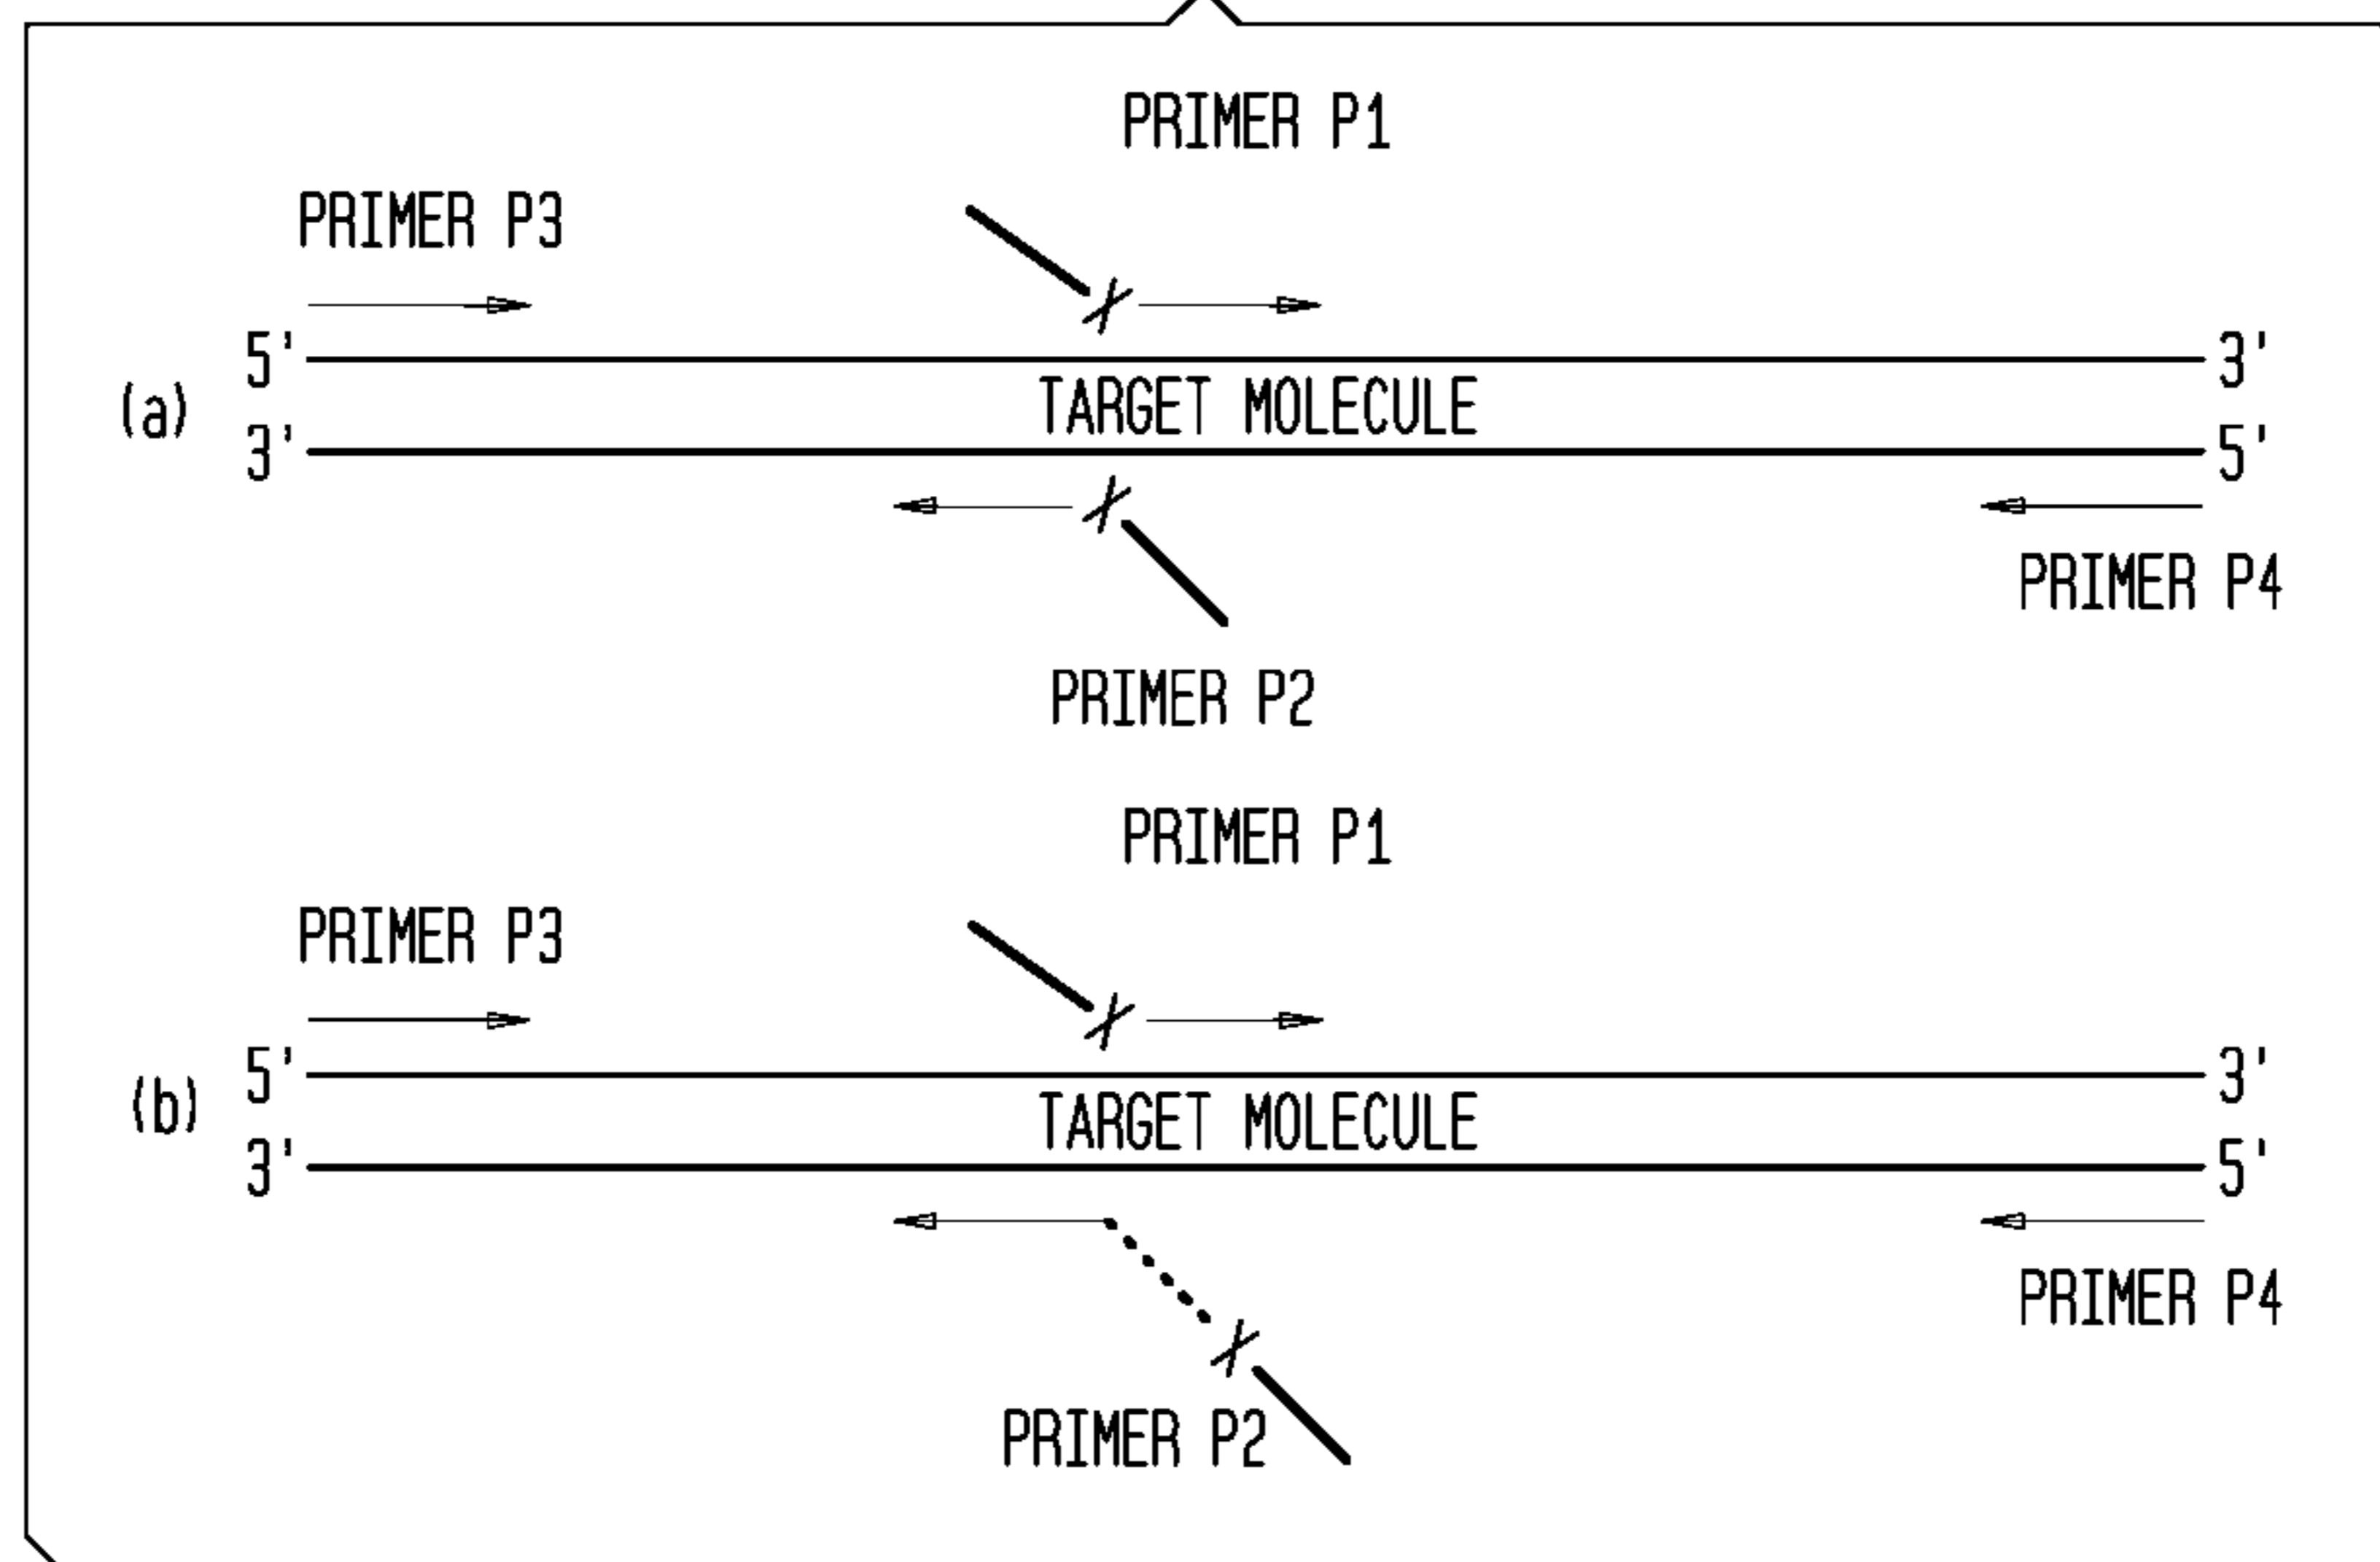 PRIMER P1
PRIMER P3
5' 3'
(a) TARGET MOLECULE
3' 5'
PRIMER P4
PRIMER P2
PRIMER P1
PRIMER P3
5' 3'
(b) TARGET MOLECULE
3' 5'
PRIMER P4
PRIMER P2